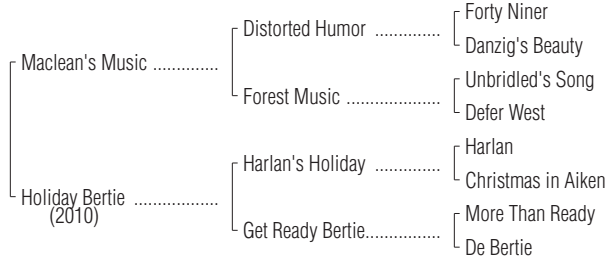 Forty Niner
Distorted Humor ..............
Danzig's Beauty
Maclean's Music ..............
Unbridled's Song
Forest Music ....................
Defer West
Harlan
Harlan's Holiday ..............
Christmas in Aiken
Holiday Bertie ..................
(2010)
More Than Ready
Get Ready Bertie................
De Bertie